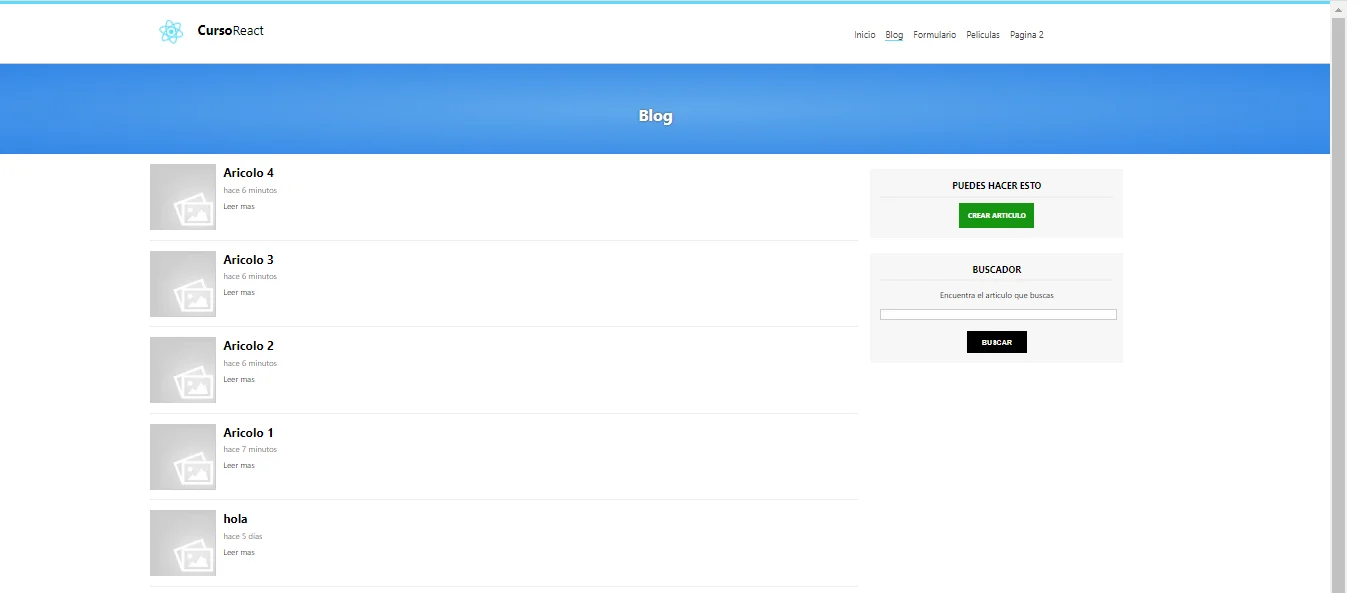 CursoReact
Inicio Blog Formulario Peliculas Pagina 2
Blog
Aricolo 4
hace 6 minutos
Leer mas
Aricolo 3
hace 6 minutos
Leer mas
Aricolo 2
hace 6 minutos
Leer mas
Aricolo 1
hace 7 minutos
Leer mas
hola
hace 5 días
Leer mas
PUEDES HACER ESTO
CREAR ARTICULO
BUSCADOR
Encuentra el articulo que buscas
BUSCAR